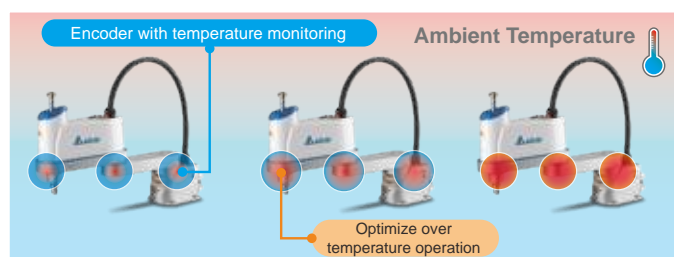 Encoder with temperature monitoring
Ambient Temperature
Optimize over
temperature operation